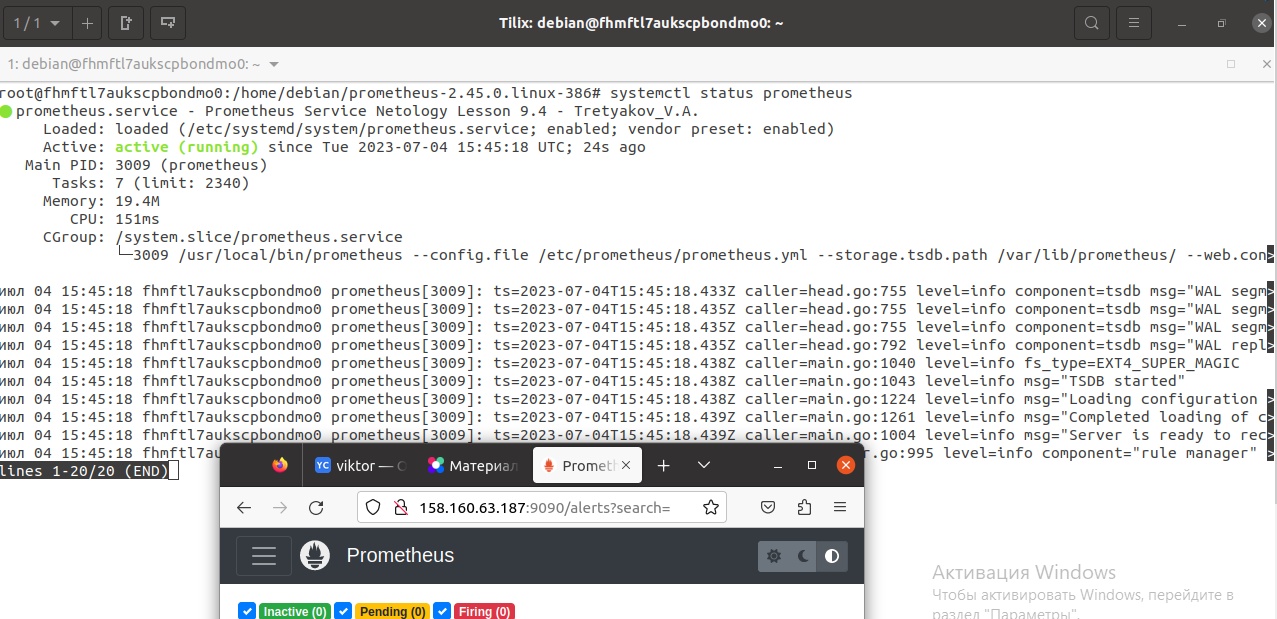 1 / 1
Tilix: debian@fhmftl7aukscpbondmo0: ~
1: debian@fhmftl7aukscpbondmo0: ~
root@fhmftl7aukscpbondmo0:/home/debian/prometheus-2.45.0.linux-386# systemctl status prometheus
prometheus.service - Prometheus Service Netology Lesson 9.4 - Tretyakov_V.A.
Loaded: loaded (/etc/systemd/system/prometheus.service; enabled; vendor preset: enabled)
Active: active (running) since Tue 2023-07-04 15:45:18 UTC; 24s ago
Main PID: 3009 (prometheus)
Tasks: 7 (limit: 2340)
Memory: 19.4M
CPU: 151ms
CGroup: /system.slice/prometheus.service
└─3009 /usr/local/bin/prometheus --config.file /etc/prometheus/prometheus.yml --storage.tsdb.path /var/lib/prometheus/ --web.con>
июл 04 15:45:18 fhmftl7aukscpbondmo0 prometheus[3009]: ts=2023-07-04T15:45:18.433Z caller=head.go:755 level=info component=tsdb msg="WAL segm>
июл 04 15:45:18 fhmftl7aukscpbondmo0 prometheus[3009]: ts=2023-07-04T15:45:18.435Z caller=head.go:755 level=info component=tsdb msg="WAL segm>
июл 04 15:45:18 fhmftl7aukscpbondmo0 prometheus[3009]: ts=2023-07-04T15:45:18.435Z caller=head.go:755 level=info component=tsdb msg="WAL segm>
июл 04 15:45:18 fhmftl7aukscpbondmo0 prometheus[3009]: ts=2023-07-04T15:45:18.435Z caller=head.go:792 level=info component=tsdb msg="WAL repl>
июл 04 15:45:18 fhmftl7aukscpbondmo0 prometheus[3009]: ts=2023-07-04T15:45:18.438Z caller=main.go:1040 level=info fs_type=EXT4_SUPER_MAGIC
июл 04 15:45:18 fhmftl7aukscpbondmo0 prometheus[3009]: ts=2023-07-04T15:45:18.438Z caller=main.go:1043 level=info msg="TSDB started"
июл 04 15:45:18 fhmftl7aukscpbondmo0 prometheus[3009]: ts=2023-07-04T15:45:18.438Z caller=main.go:1224 level=info msg="Loading configuration >
июл 04 15:45:18 fhmftl7aukscpbondmo0 prometheus[3009]: ts=2023-07-04T15:45:18.439Z caller=main.go:1261 level=info msg="Completed loading of c>
июл 04 15:45:18 fhmftl7aukscpbondmo0 prometheus[3009]: ts=2023-07-04T15:45:18.439Z caller=main.go:1004 level=info msg="Server is ready to rec>
июл 04 15:45:18 fhmftl7au r.go:995 level=info component="rule manager" >
lines 1-20/20 (END)
YC viktor — C Материал Prometh
158.160.63.187:9090/alerts?search=
Prometheus
Inactive (0) Pending (0) Firing (0)
Активация Windows
Чтобы активировать Windows, перейдите в
раздел "Параметры".